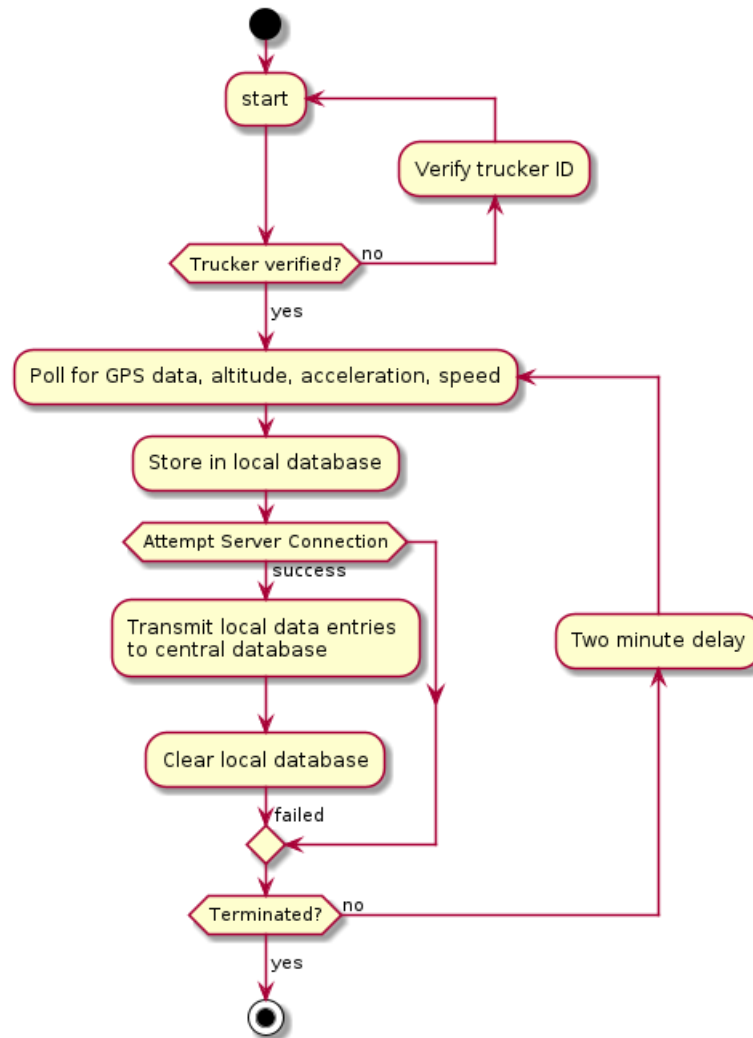 start
Verify trucker ID
Trucker verified?
no
yes
Poll for GPS data, altitude, acceleration, speed
Store in local database
Attempt Server Connection
success
Transmit local data entries
to central database
Two minute delay
Clear local database
failed
Terminated?
no
yes